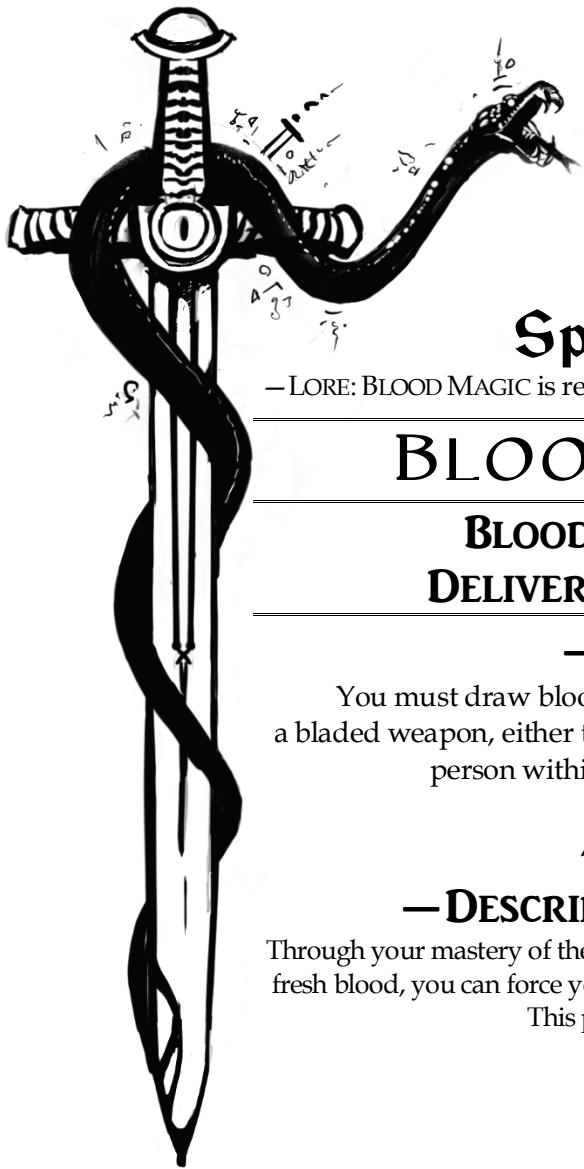 Sp
—LORE: BLOOD MAGIC is re
BLOO
BLOOD
DELIVER
—
You must draw bloo
a bladed weapon, either t
person withi
—DESCRI
Through your mastery of the
fresh blood, you can force yo
This p